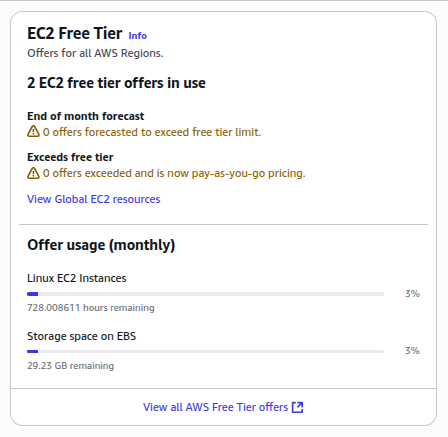 EC2 Free Tier Info
Offers for all AWS Regions.
2 EC2 free tier offers in use
End of month forecast
0 offers forecasted to exceed free tier limit.
Exceeds free tier
0 offers exceeded and is now pay-as-you-go pricing.
View Global EC2 resources
Offer usage (monthly)
Linux EC2 Instances
3%
728.008611 hours remaining
Storage space on EBS
3%
29.23 GB remaining
View all AWS Free Tier offers